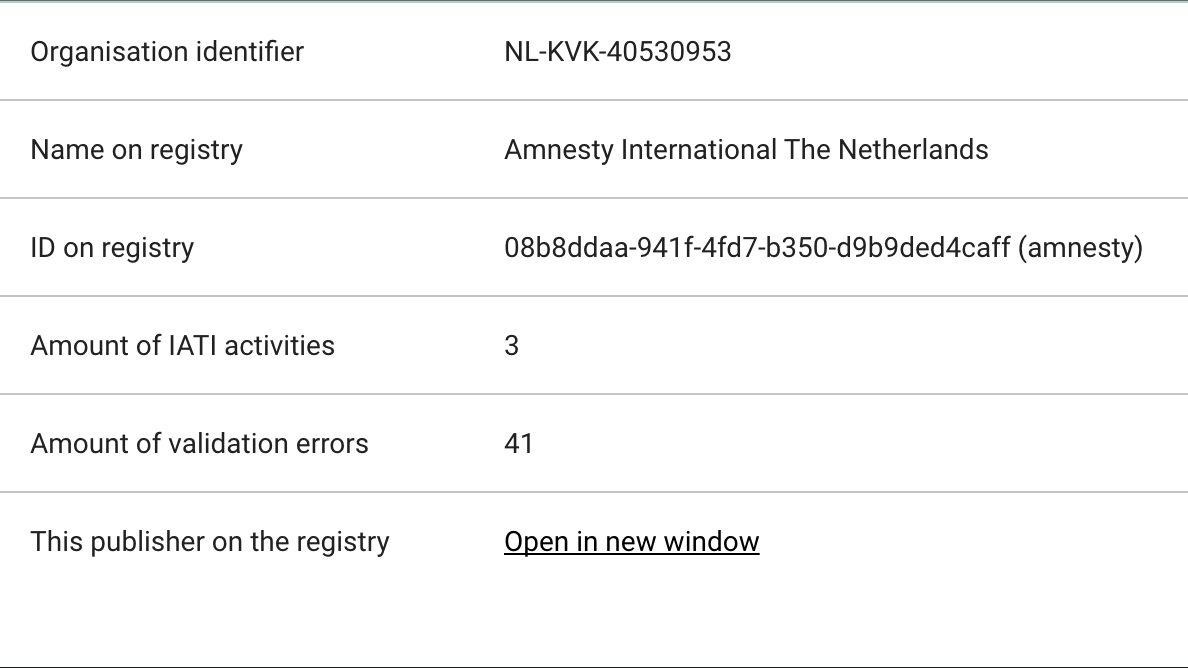 Organisation identifier NL-KVK-40530953
Name on registry Amnesty International The Netherlands
ID on registry 08b8ddaa-941f-4fd7-b350-d9b9ded4caff (amnesty)
Amount of IATI activities 3
Amount of validation errors 41
This publisher on the registry Open in new window